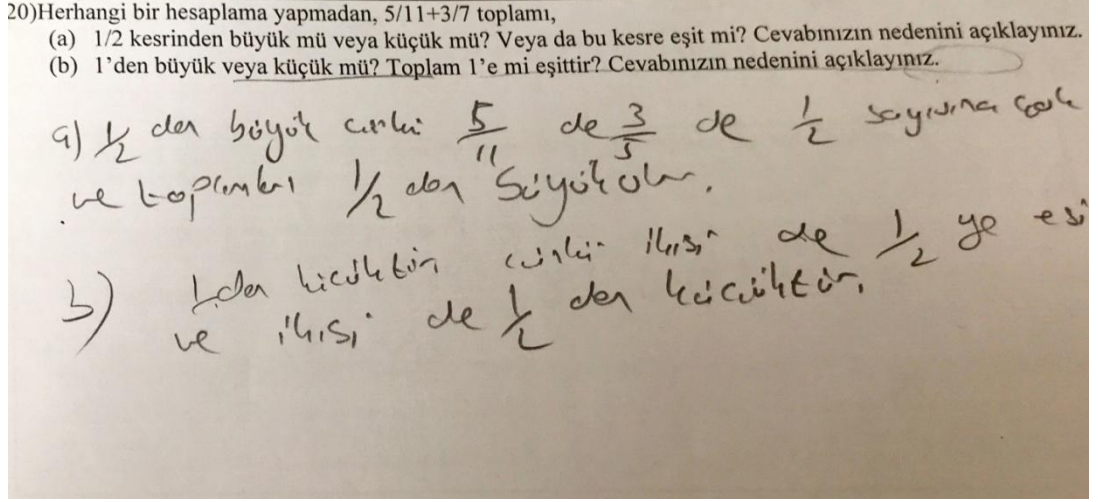 20)Herhangi bir hesaplama yapmadan, 5/11+3/7 toplamı,
(a) 1/2 kesrinden büyük mü veya küçük mü? Veya da bu kesre eşit mi? Cevabınızın nedenini açıklayınız.
(b) 1'den büyük veya küçük mü? Toplam 1'e mi eşittir? Cevabınızın nedenini açıklayınız.
a) 1/2 den büyük çünkü 5/11 de 3/5 de 1/2 sayısına çok
ve toplamları 1/2 den büyük olur.
b) 1den küçüktür çünkü ikisi de 1/2 ye eşi
ve ikisi de 1/2 den küçüktür.